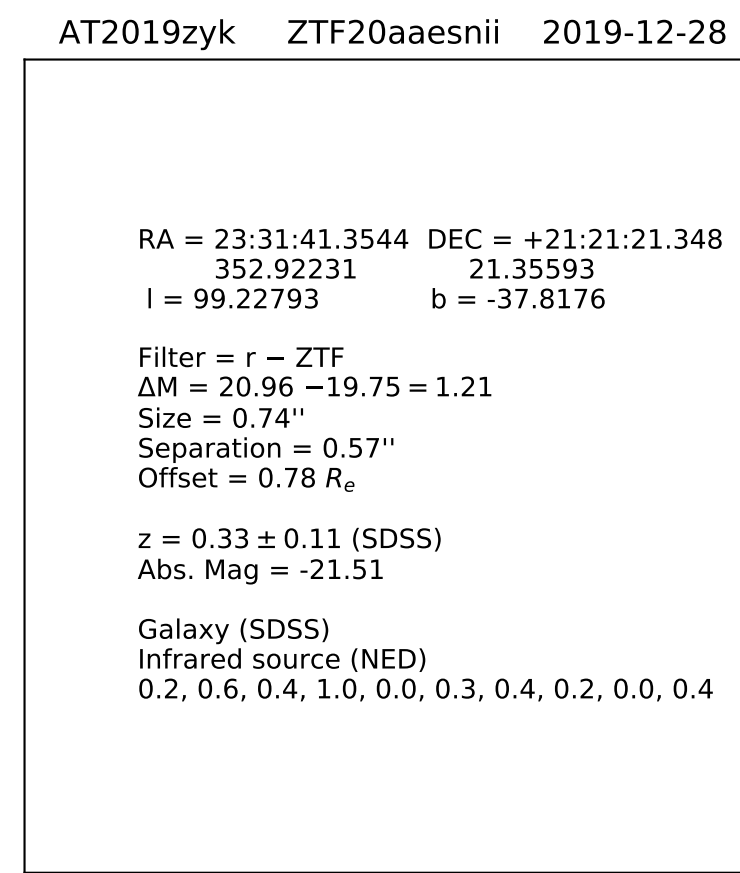 AT2019zyk ZTF20aaesnii 2019-12-28
RA = 23:31:41.3544 DEC = +21:21:21.348
352.92231 21.35593
l = 99.22793 b = -37.8176
Filter = r − ZTF
ΔM = 20.96 −19.75 = 1.21
Size = 0.74''
Separation = 0.57''
Offset = 0.78 Re
z = 0.33 ± 0.11 (SDSS)
Abs. Mag = -21.51
Galaxy (SDSS)
Infrared source (NED)
0.2, 0.6, 0.4, 1.0, 0.0, 0.3, 0.4, 0.2, 0.0, 0.4